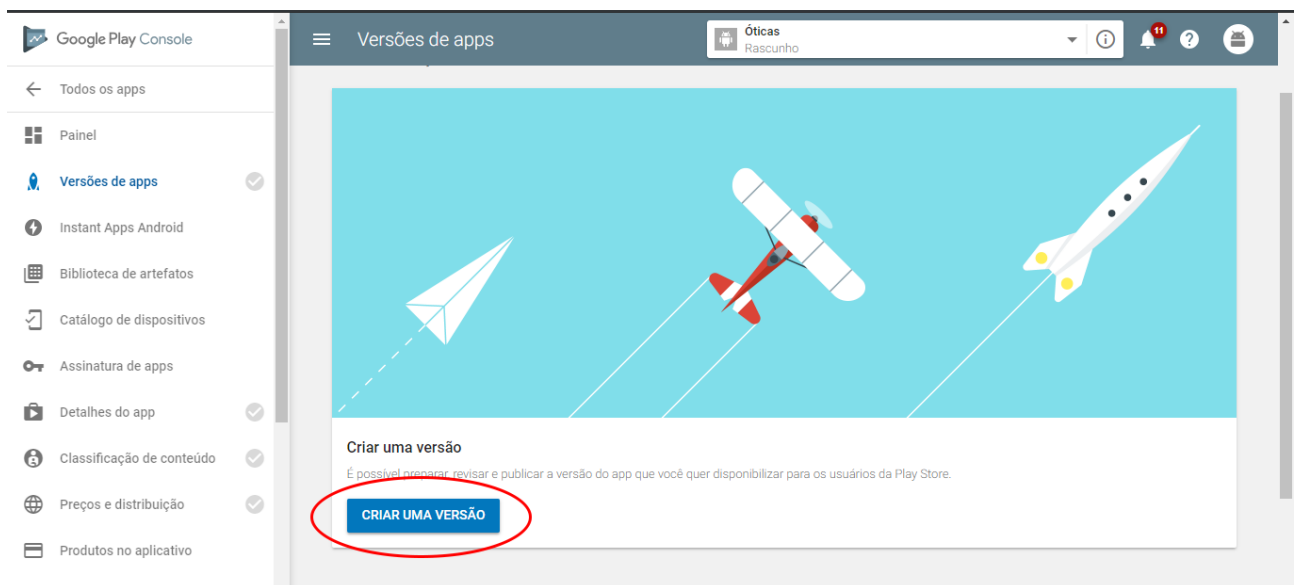 Google Play Console
Versões de apps
Óticas
Rascunho
11
Todos os apps
Painel
Versões de apps
Instant Apps Android
Biblioteca de artefatos
Catálogo de dispositivos
Assinatura de apps
Detalhes do app
Classificação de conteúdo
Preços e distribuição
Produtos no aplicativo
Criar uma versão
É possível preparar, revisar e publicar a versão do app que você quer disponibilizar para os usuários da Play Store.
CRIAR UMA VERSÃO